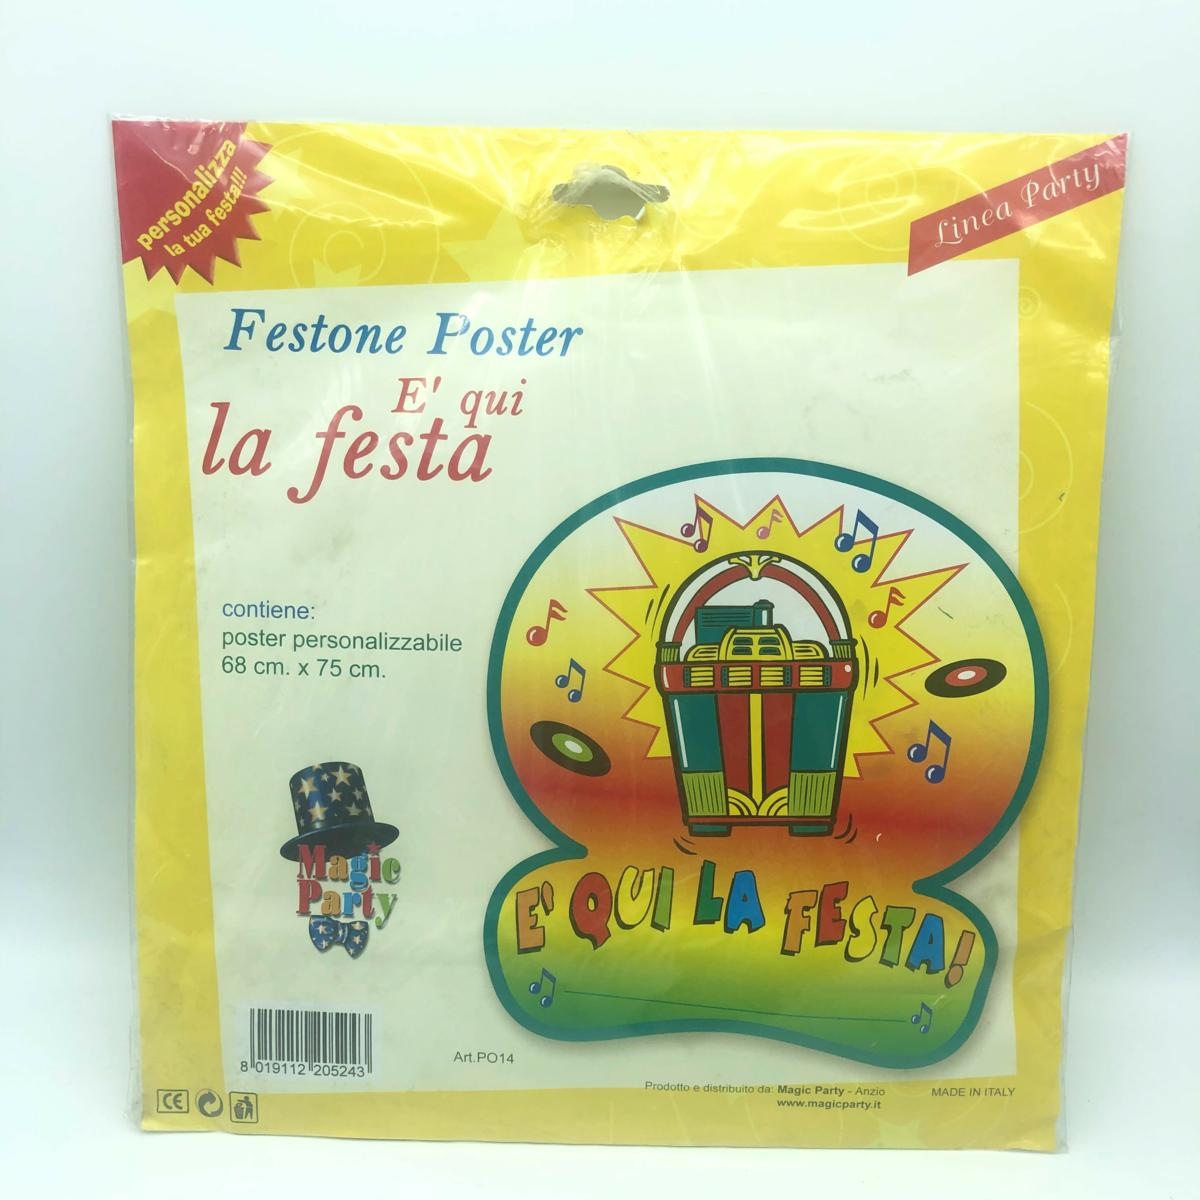 personalizza
la tua festa!!!
Linea Party
Festone Poster
E' qui
la festa
contiene:
poster personalizzabile
68 cm. x 75 cm.
Magic
Party
E' QUI LA FESTA!
8 019112 205243
Art.PO14
Prodotto e distribuito da: Magic Party - Anzio
www.magicparty.it
MADE IN ITALY
CE